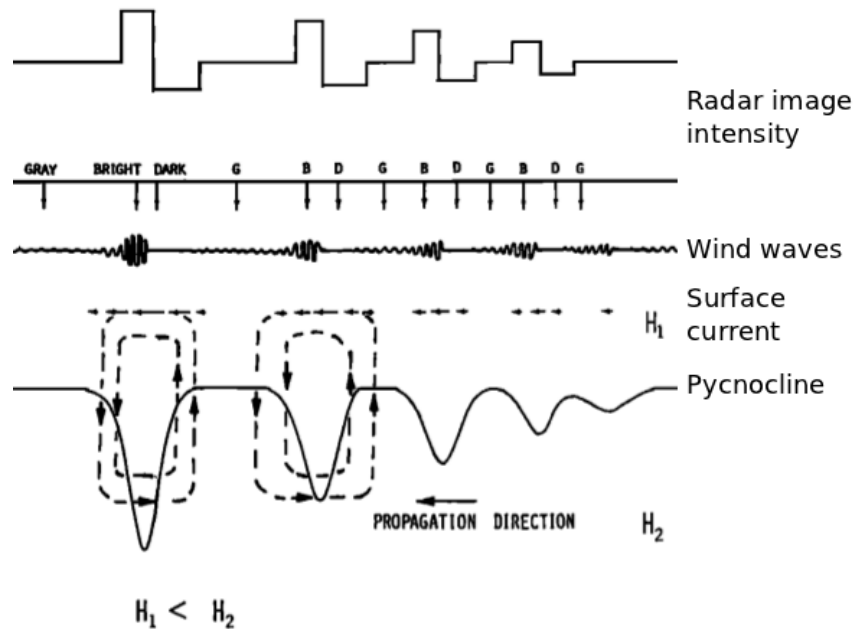 Radar image
intensity
GRAY BRIGHT DARK G B D G B D G B D G
Wind waves
Surface
current
H₁
Pycnocline
PROPAGATION DIRECTION
H₂
H₁ < H₂